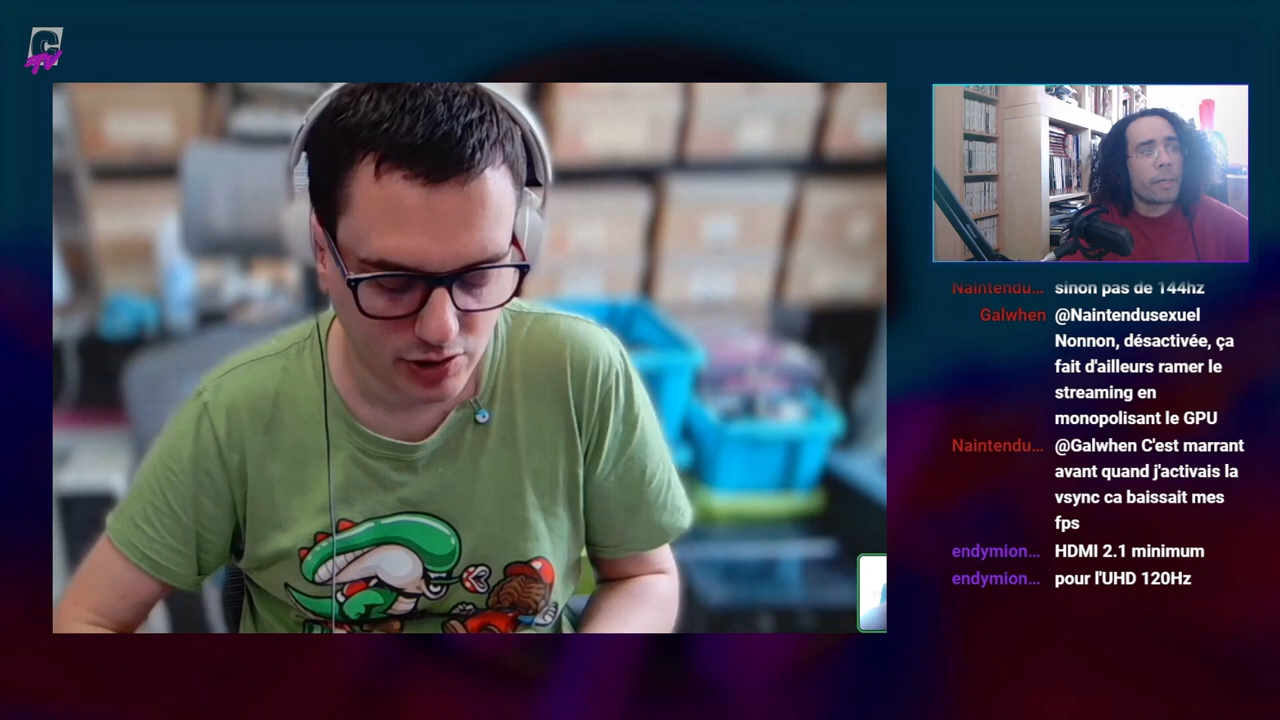 C
TV
Naintendu... sinon pas de 144hz
Galwhen @Naintendusexuel
Nonnon, désactivée, ça
fait d'ailleurs ramer le
streaming en
monopolisant le GPU
Naintendu... @Galwhen C'est marrant
avant quand j'activais la
vsync ca baissait mes
fps
endymion... HDMI 2.1 minimum
endymion... pour l'UHD 120Hz